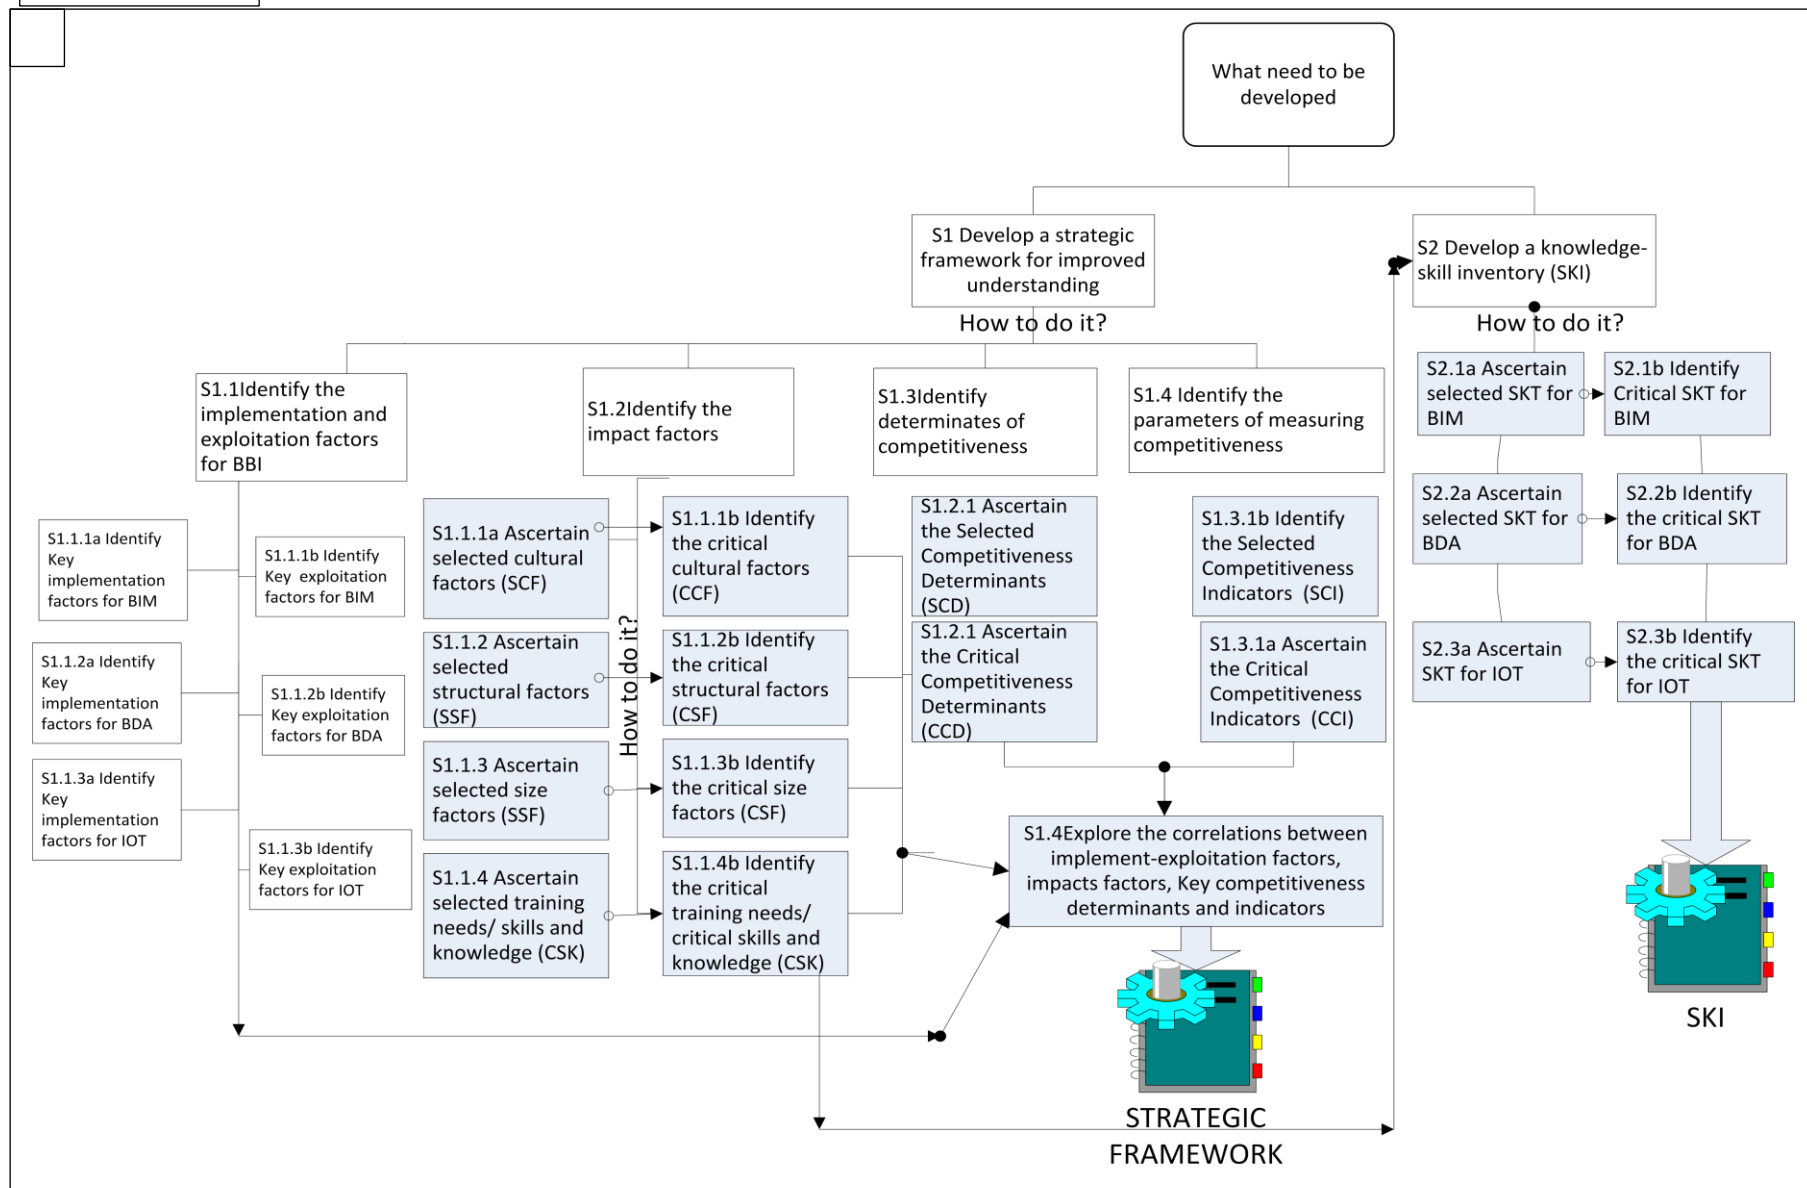 What need to be
developed
S1 Develop a strategic
framework for improved
understanding
S2 Develop a knowledge-
skill inventory (SKI)
How to do it?
How to do it?
S1.1Identify the
implementation and
exploitation factors
for BBI
S1.2Identify the
impact factors
S1.3Identify
determinates of
competitiveness
S1.4 Identify the
parameters of measuring
competitiveness
S2.1a Ascertain
selected SKT for
BIM
S2.1b Identify
Critical SKT for
BIM
S1.1.1a Identify
Key
implementation
factors for BIM
S1.1.1b Identify
Key  exploitation
factors for BIM
S1.1.2a Identify
Key
implementation
factors for BDA
S1.1.2b Identify
Key exploitation
factors for BDA
S1.1.3a Identify
Key
implementation
factors for IOT
S1.1.3b Identify
Key exploitation
factors for IOT
S1.1.1a Ascertain
selected cultural
factors (SCF)
S1.1.1b Identify
the critical
cultural factors
(CCF)
S1.1.2 Ascertain
selected
structural factors
(SSF)
How to do it?
S1.1.2b Identify
the critical
structural factors
(CSF)
S1.1.3 Ascertain
selected size
factors (SSF)
S1.1.3b Identify
the critical size
factors (CSF)
S1.1.4 Ascertain
selected training
needs/ skills and
knowledge (CSK)
S1.1.4b Identify
the critical
training needs/
critical skills and
knowledge (CSK)
S1.2.1 Ascertain
the Selected
Competitiveness
Determinants
(SCD)
S1.2.1 Ascertain
the Critical
Competitiveness
Determinants
(CCD)
S1.3.1b Identify
the Selected
Competitiveness
Indicators  (SCI)
S1.3.1a Ascertain
the Critical
Competitiveness
Indicators  (CCI)
S2.2a Ascertain
selected SKT for
BDA
S2.2b Identify
the critical SKT
for BDA
S2.3a Ascertain
SKT for IOT
S2.3b Identify
the critical SKT
for IOT
S1.4Explore the correlations between
implement-exploitation factors,
impacts factors, Key competitiveness
determinants and indicators
STRATEGIC
FRAMEWORK
SKI